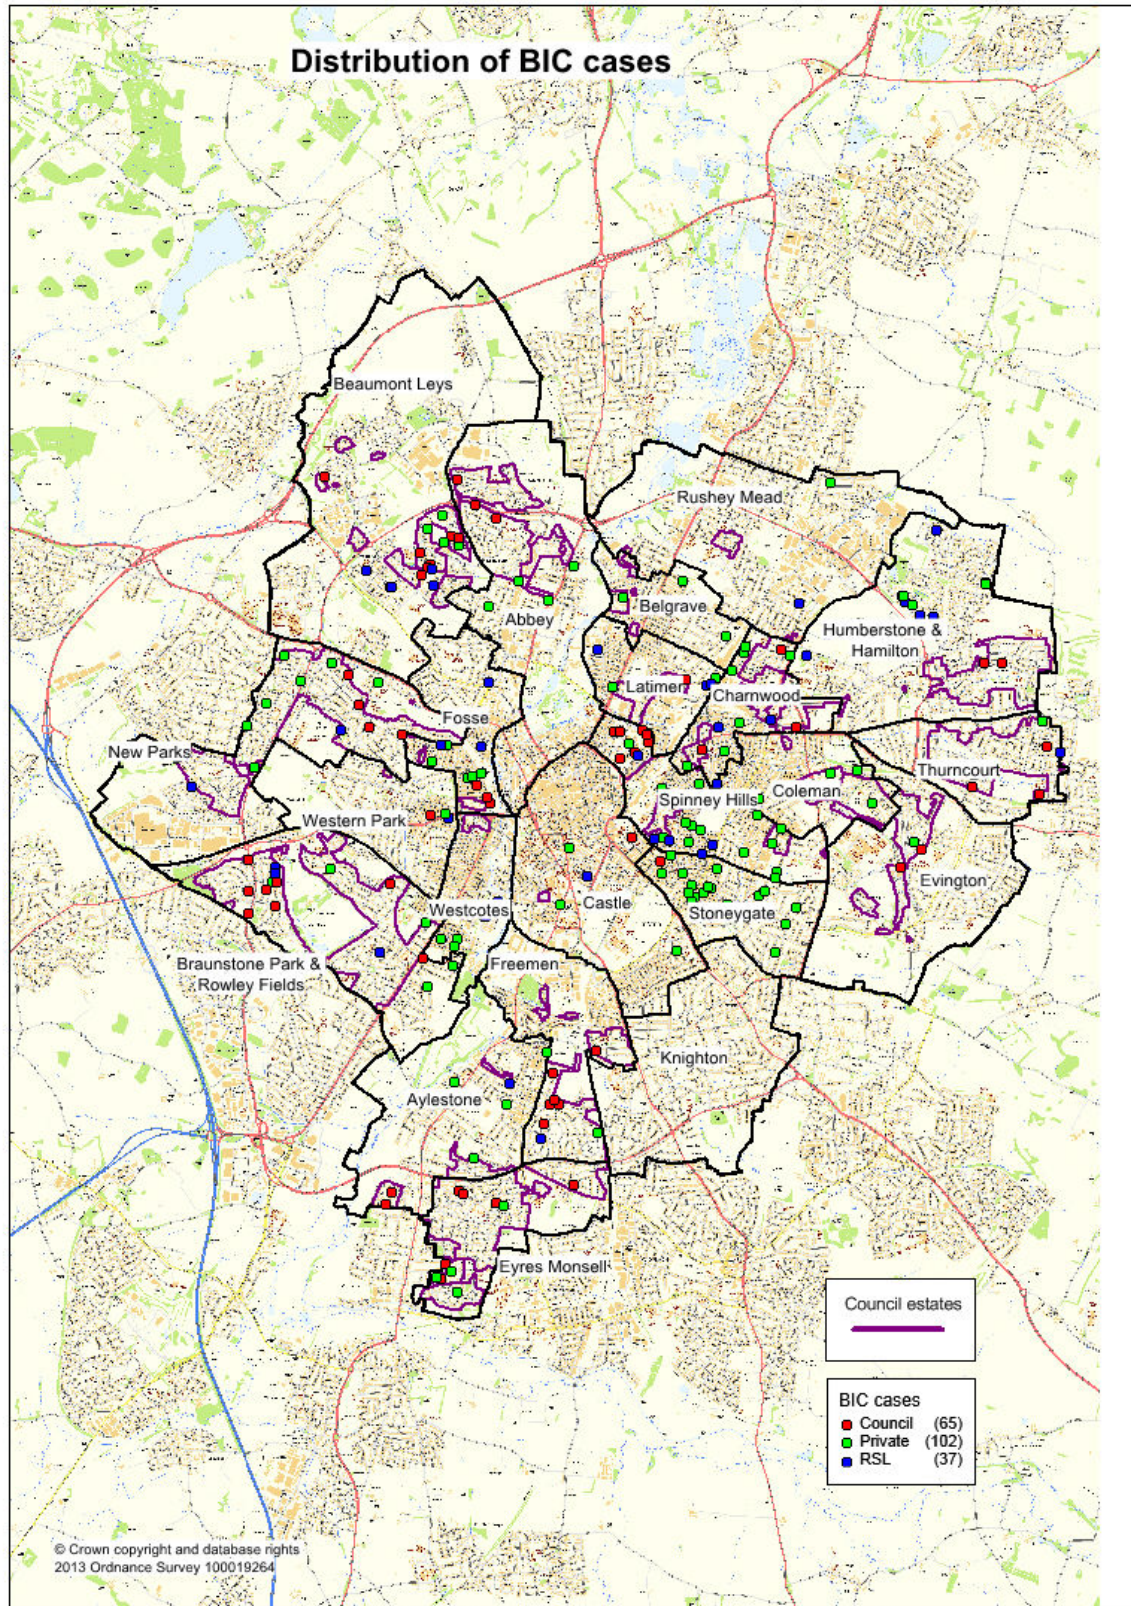 Distribution of BIC cases
Beaumont Leys
Rushey Mead
Belgrave
Abbey
Humberstone &
Hamilton
Latimer
Charnwood
Fosse
New Parks
Thurncourt
Coleman
Spinney Hills
Western Park
Evington
Castle
Westcotes
Stoneygate
Freemen
Braunstone Park &
Rowley Fields
Knighton
Aylestone
Eyres Monsell
Council estates
BIC cases
Council (65)
Private (102)
RSL (37)
© Crown copyright and database rights
2013 Ordnance Survey 100019264